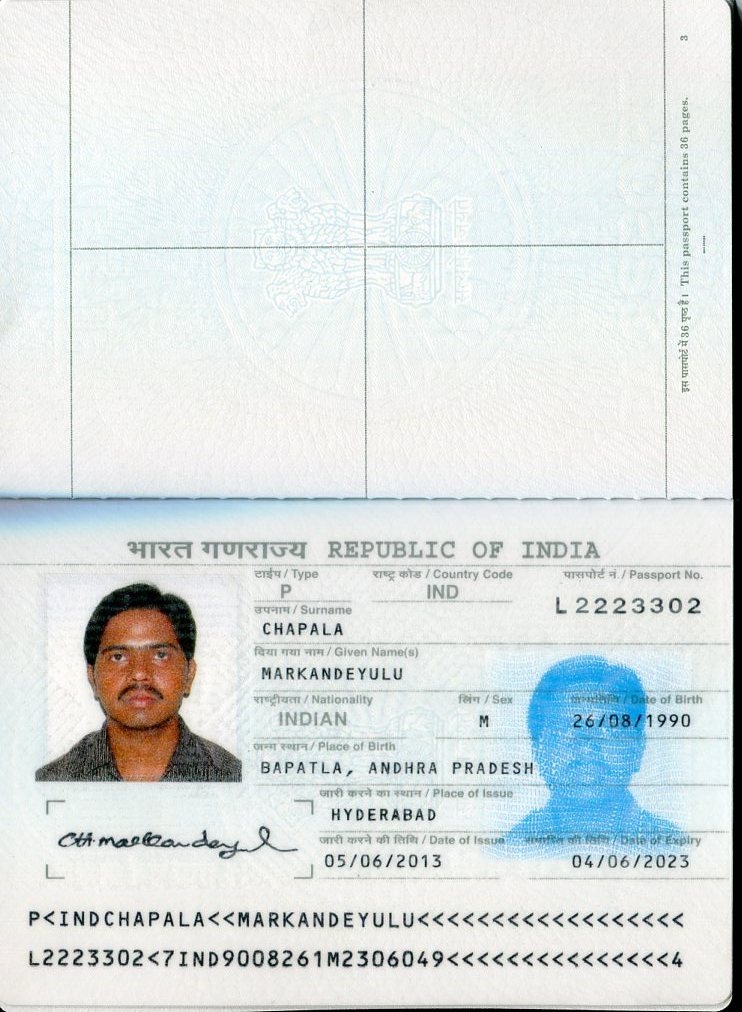 3
इस पासपोर्ट में 36 पृष्ठ है। This passport contains 36 pages.
भारत गणराज्य REPUBLIC OF INDIA
टाईप / Type राष्ट्र कोड / Country Code पासपोर्ट नं. / Passport No.
P IND L2223302
उपनाम / Surname
CHAPALA
दिया गया नाम / Given Name(s)
MARKANDEYULU
राष्ट्रीयता / Nationality लिंग / Sex जन्मतिथि / Date of Birth
INDIAN M 26/08/1990
जन्म स्थान / Place of Birth
BAPATLA, ANDHRA PRADESH
जारी करने का स्थान / Place of Issue
HYDERABAD
जारी करने की तिथि / Date of Issue समाप्ति की तिथि / Date of Expiry
05/06/2013 04/06/2023
CH.markandeyulu
P<INDCHAPALA<<MARKANDEYULU<<<<<<<<<<<<<<<<<<
L2223302<7IND9008261M2306049<<<<<<<<<<<<<<<4